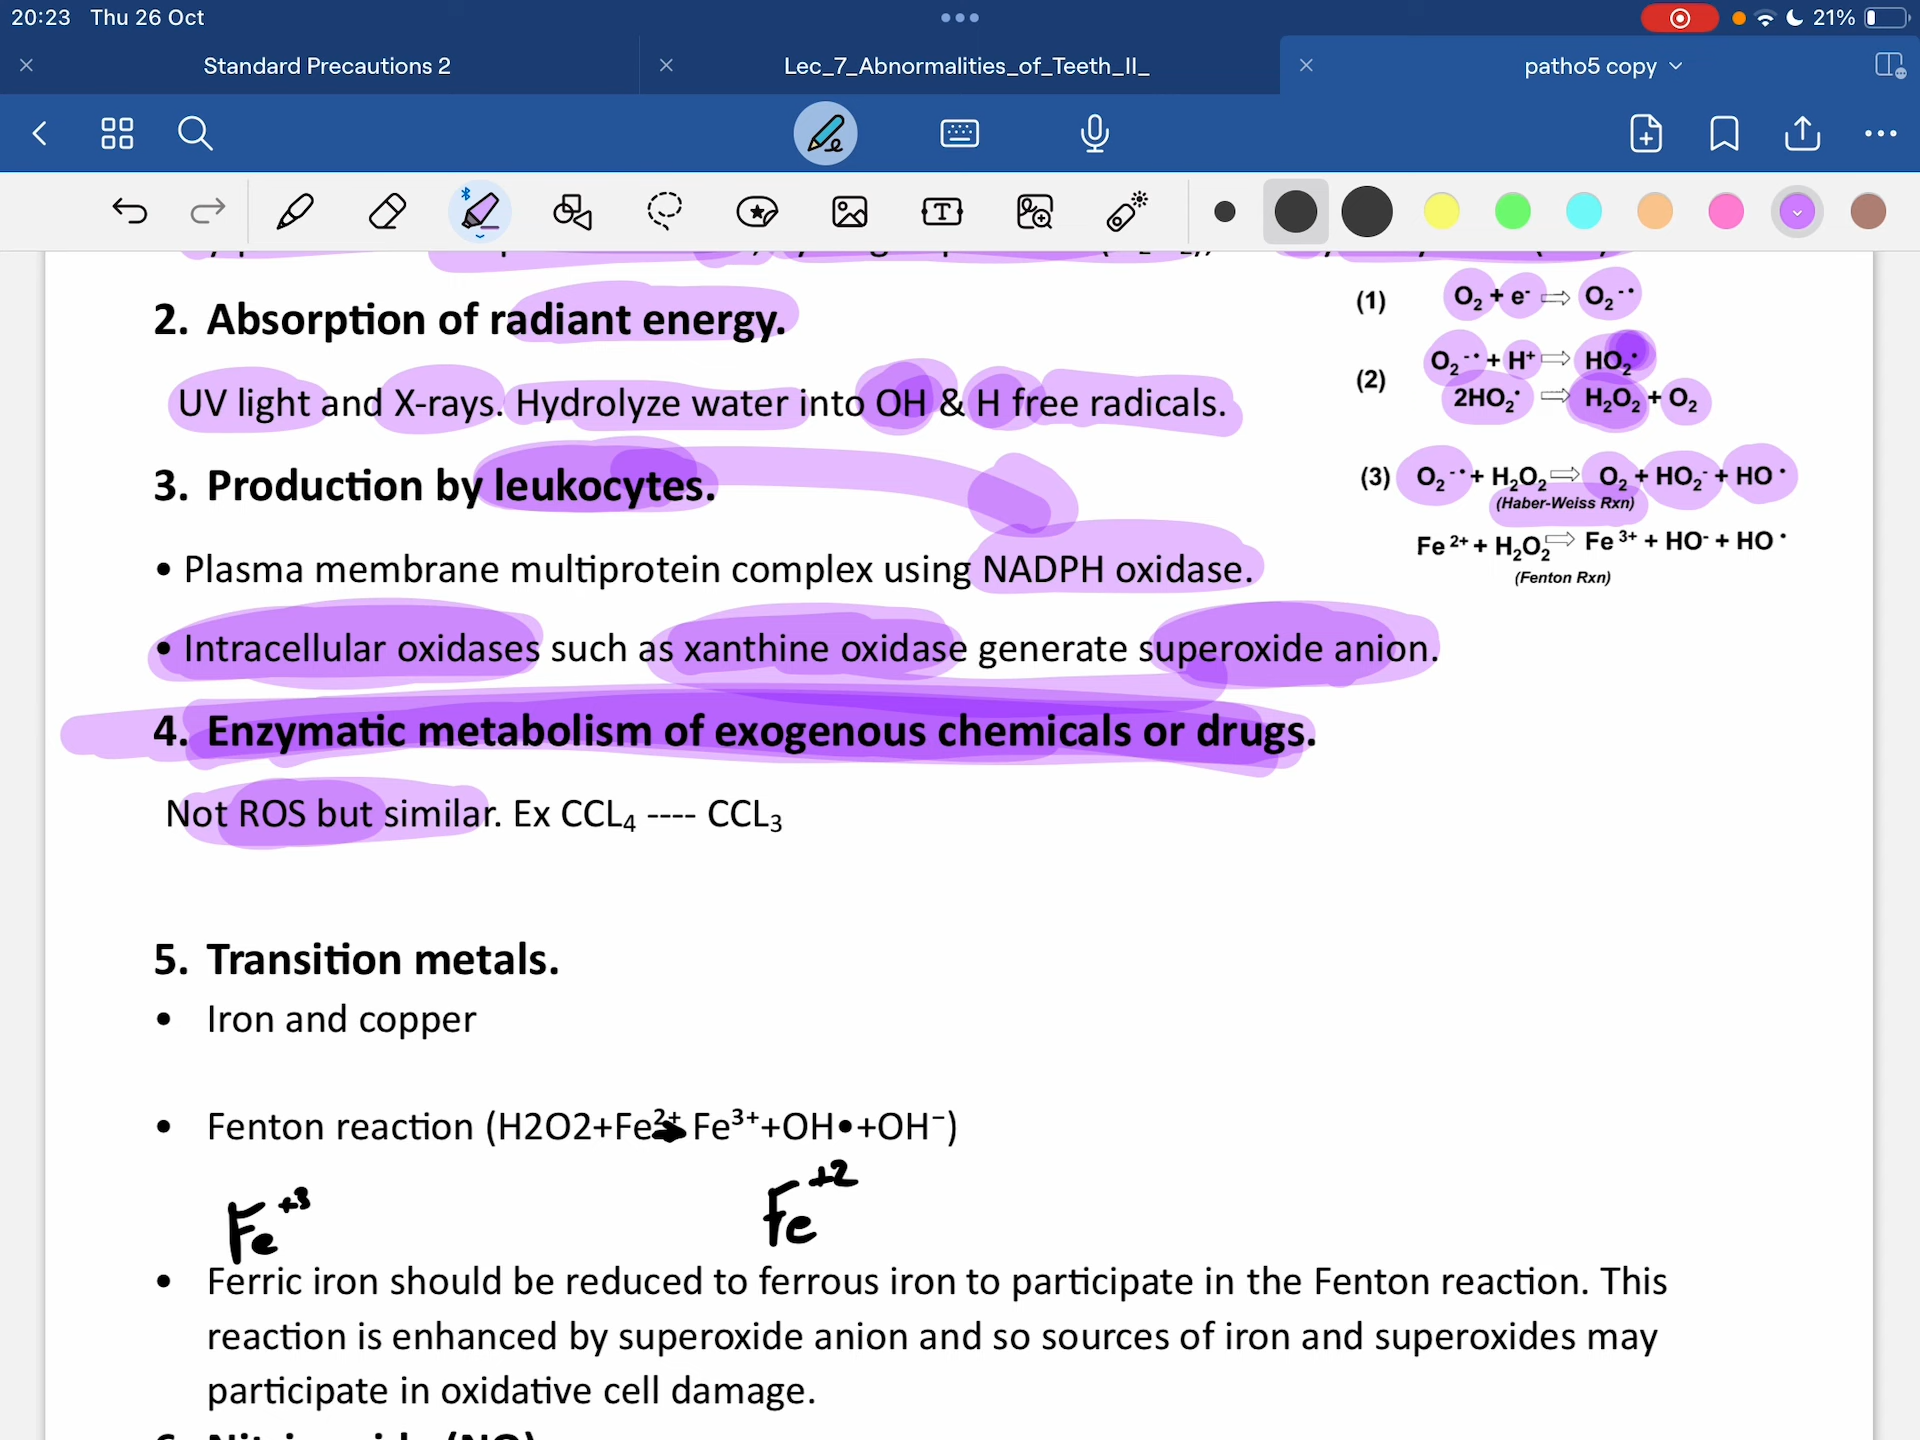 20:23 Thu 26 Oct
21%
Standard Precautions 2
Lec_7_Abnormalities_of_Teeth_II_
patho5 copy
2. Absorption of radiant energy.
UV light and X-rays. Hydrolyze water into OH & H free radicals.
3. Production by leukocytes.
• Plasma membrane multiprotein complex using NADPH oxidase.
• Intracellular oxidases such as xanthine oxidase generate superoxide anion.
4. Enzymatic metabolism of exogenous chemicals or drugs.
Not ROS but similar. Ex CCL₄ ---- CCL₃
(1) O₂ + e⁻ ⇨ O₂⁻•
(2) O₂⁻• + H⁺ ⇨ HO₂•
2HO₂• ⇨ H₂O₂ + O₂
(3) O₂⁻• + H₂O₂ ⇨ O₂ + HO₂⁻ + HO•
(Haber-Weiss Rxn)
Fe²⁺ + H₂O₂ ⇨ Fe³⁺ + HO⁻ + HO•
(Fenton Rxn)
5. Transition metals.
• Iron and copper
• Fenton reaction (H2O2+Fe²⁺ → Fe³⁺+OH•+OH⁻)
Fe⁺³ Fe⁺²
• Ferric iron should be reduced to ferrous iron to participate in the Fenton reaction. This
reaction is enhanced by superoxide anion and so sources of iron and superoxides may
participate in oxidative cell damage.